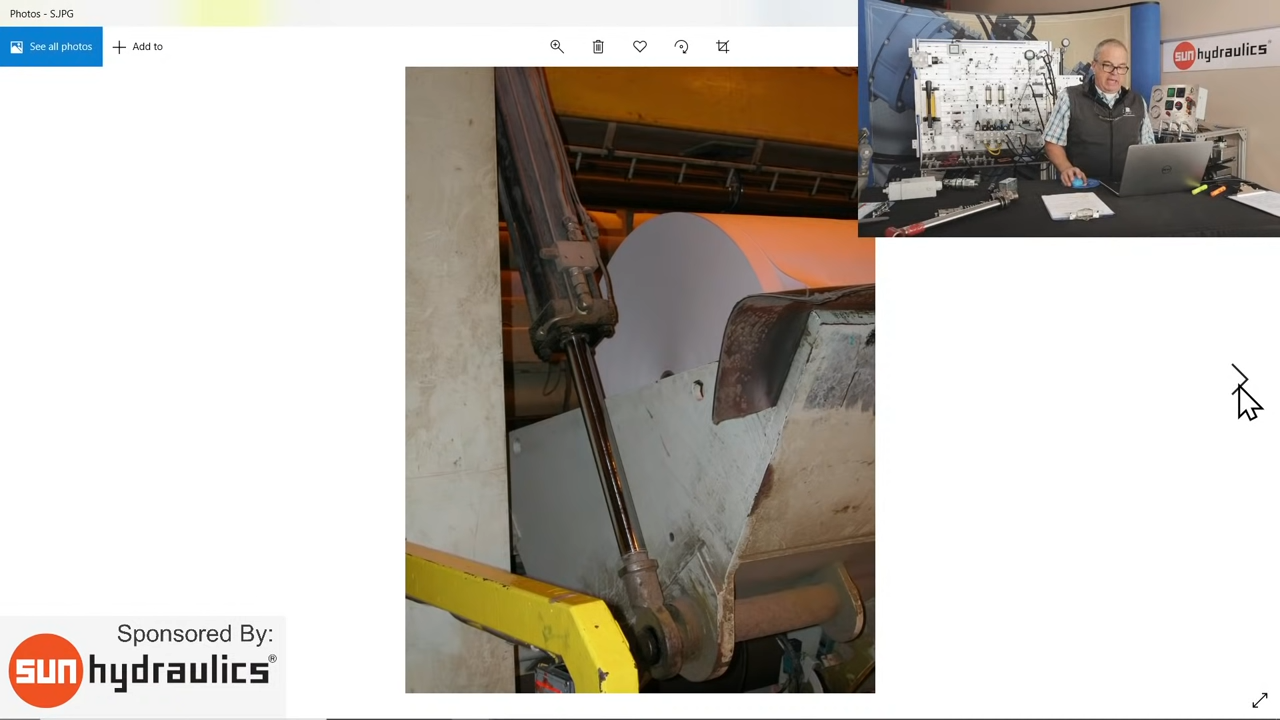 Photos - S.JPG
See all photos
Add to
sun hydraulics®
Sponsored By:
sun hydraulics®